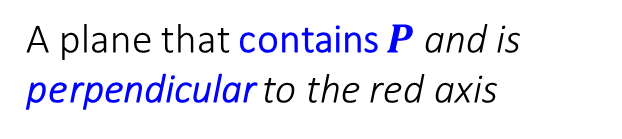 A plane that contains P and is
perpendicular to the red axis